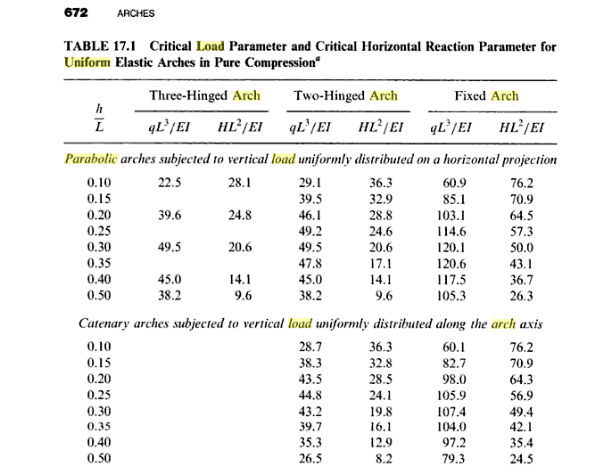 672 ARCHES
TABLE 17.1 Critical Load Parameter and Critical Horizontal Reaction Parameter for
Uniform Elastic Arches in Pure Compressionᵃ
Three-Hinged Arch Two-Hinged Arch Fixed Arch
h/L qL³/EI HL²/EI qL³/EI HL²/EI qL³/EI HL²/EI
Parabolic arches subjected to vertical load uniformly distributed on a horizontal projection
0.10 22.5 28.1 29.1 36.3 60.9 76.2
0.15 39.5 32.9 85.1 70.9
0.20 39.6 24.8 46.1 28.8 103.1 64.5
0.25 49.2 24.6 114.6 57.3
0.30 49.5 20.6 49.5 20.6 120.1 50.0
0.35 47.8 17.1 120.6 43.1
0.40 45.0 14.1 45.0 14.1 117.5 36.7
0.50 38.2 9.6 38.2 9.6 105.3 26.3
Catenary arches subjected to vertical load uniformly distributed along the arch axis
0.10 28.7 36.3 60.1 76.2
0.15 38.3 32.8 82.7 70.9
0.20 43.5 28.5 98.0 64.3
0.25 44.8 24.1 105.9 56.9
0.30 43.2 19.8 107.4 49.4
0.35 39.7 16.1 104.0 42.1
0.40 35.3 12.9 97.2 35.4
0.50 26.5 8.2 79.3 24.5